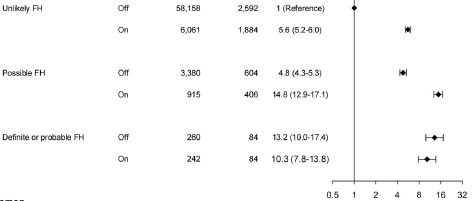 Unlikely FH Off 58,158 2,592 1 (Reference)
On 6,061 1,884 5.6 (5.2-6.0)
Possible FH Off 3,380 604 4.8 (4.3-5.3)
On 915 406 14.8 (12.9-17.1)
Definite or probable FH Off 260 84 13.2 (10.0-17.4)
On 242 84 10.3 (7.8-13.8)
0.5 1 2 4 8 16 32